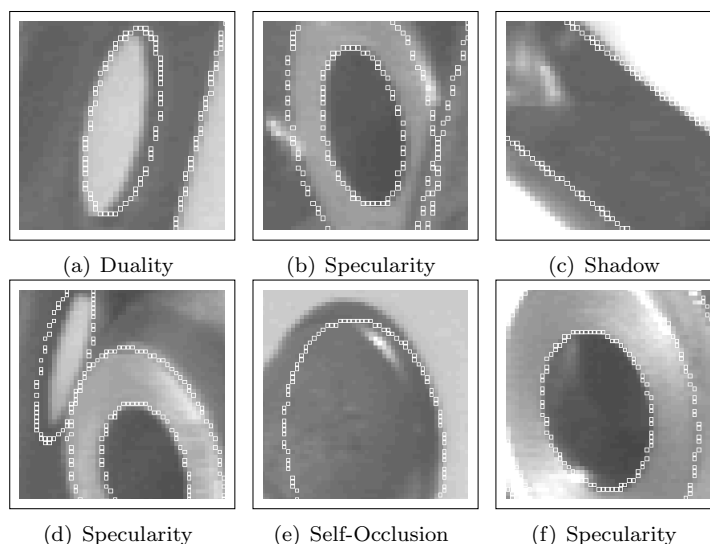 (a) Duality (b) Specularity (c) Shadow
(d) Specularity (e) Self-Occlusion (f) Specularity